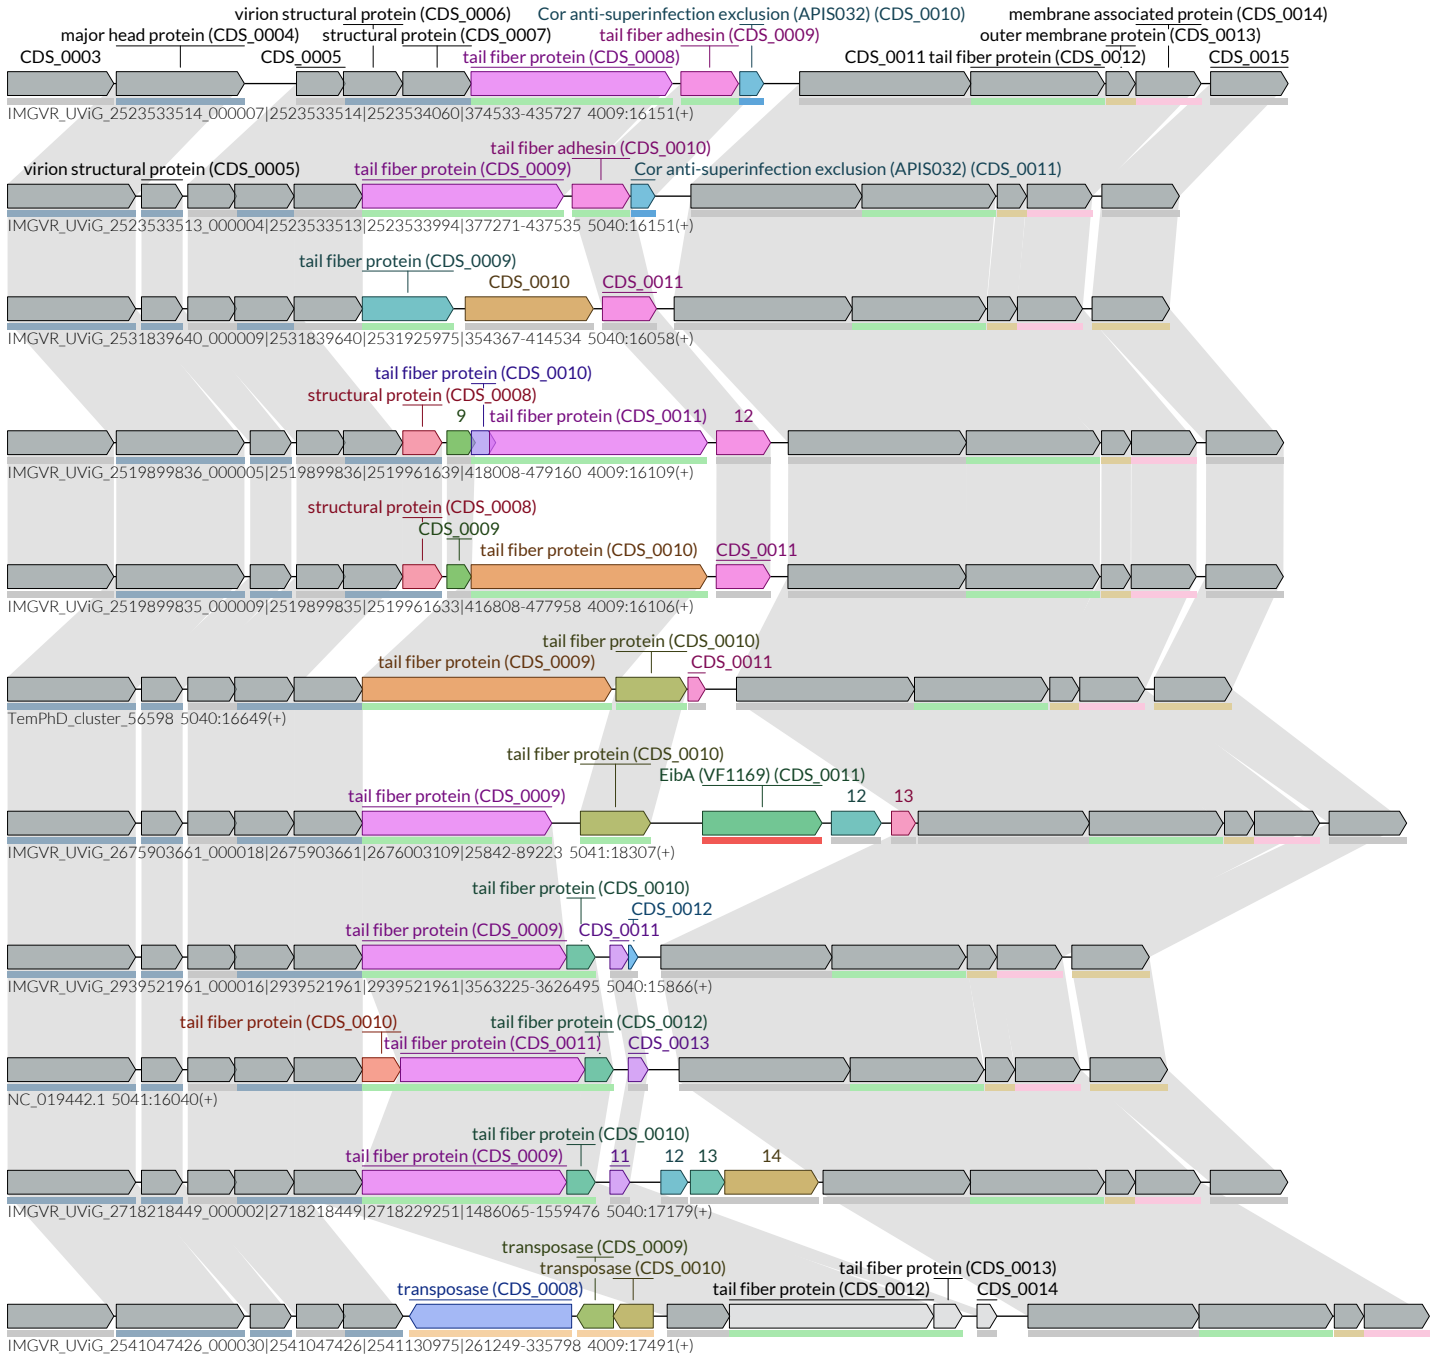 virion structural protein (CDS_0006) Cor anti-superinfection exclusion (APIS032) (CDS_0010) membrane associated protein (CDS_0014)
major head protein (CDS_0004) structural protein (CDS_0007) tail fiber adhesin (CDS_0009) outer membrane protein (CDS_0013)
CDS_0003 CDS_0005 tail fiber protein (CDS_0008) CDS_0011 tail fiber protein (CDS_0012) CDS_0015
IMGVR_UViG_2523533514_000007|2523533514|2523534060|374533-435727 4009:16151(+)
tail fiber adhesin (CDS_0010)
virion structural protein (CDS_0005) tail fiber protein (CDS_0009) Cor anti-superinfection exclusion (APIS032) (CDS_0011)
IMGVR_UViG_2523533513_000004|2523533513|2523533994|377271-437535 5040:16151(+)
tail fiber protein (CDS_0009)
CDS_0010 CDS_0011
IMGVR_UViG_2531839640_000009|2531839640|2531925975|354367-414534 5040:16058(+)
tail fiber protein (CDS_0010)
structural protein (CDS_0008)
9 tail fiber protein (CDS_0011) 12
IMGVR_UViG_2519899836_000005|2519899836|2519961639|418008-479160 4009:16109(+)
structural protein (CDS_0008)
CDS_0009
tail fiber protein (CDS_0010) CDS_0011
IMGVR_UViG_2519899835_000009|2519899835|2519961633|416808-477958 4009:16106(+)
tail fiber protein (CDS_0010)
tail fiber protein (CDS_0009) CDS_0011
TemPhD_cluster_56598 5040:16649(+)
tail fiber protein (CDS_0010)
EibA (VF1169) (CDS_0011)
tail fiber protein (CDS_0009) 12 13
IMGVR_UViG_2675903661_000018|2675903661|2676003109|25842-89223 5041:18307(+)
tail fiber protein (CDS_0010)
CDS_0012
tail fiber protein (CDS_0009) CDS_0011
IMGVR_UViG_2939521961_000016|2939521961|2939521961|3563225-3626495 5040:15866(+)
tail fiber protein (CDS_0010) tail fiber protein (CDS_0012)
tail fiber protein (CDS_0011) CDS_0013
NC_019442.1 5041:16040(+)
tail fiber protein (CDS_0010)
tail fiber protein (CDS_0009) 11 12 13 14
IMGVR_UViG_2718218449_000002|2718218449|2718229251|1486065-1559476 5040:17179(+)
transposase (CDS_0009)
transposase (CDS_0010) tail fiber protein (CDS_0013)
transposase (CDS_0008) tail fiber protein (CDS_0012) CDS_0014
IMGVR_UViG_2541047426_000030|2541047426|2541130975|261249-335798 4009:17491(+)